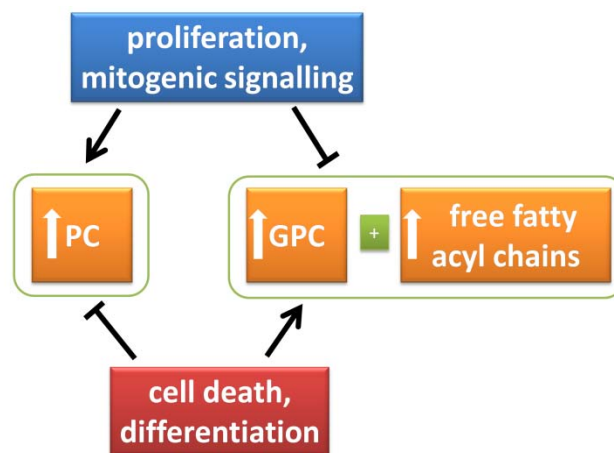 proliferation,
mitogenic signalling
PC
GPC
+
free fatty
acyl chains
cell death,
differentiation